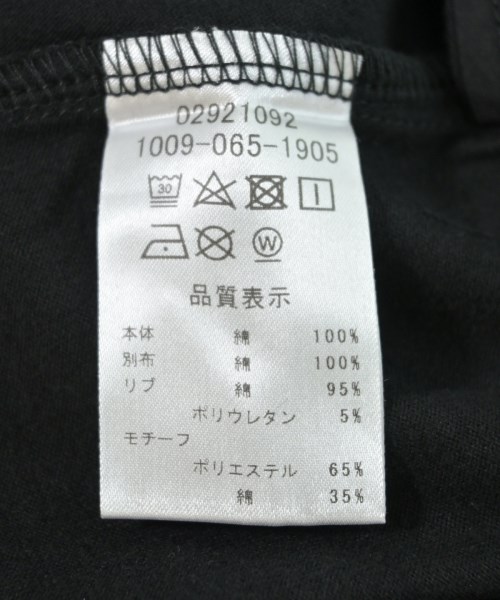 02921092
1009-065-1905
30
W
品質表示
本体 綿 100%
別布 綿 100%
リブ 綿 95%
ポリウレタン 5%
モチーフ
ポリエステル 65%
綿 35%